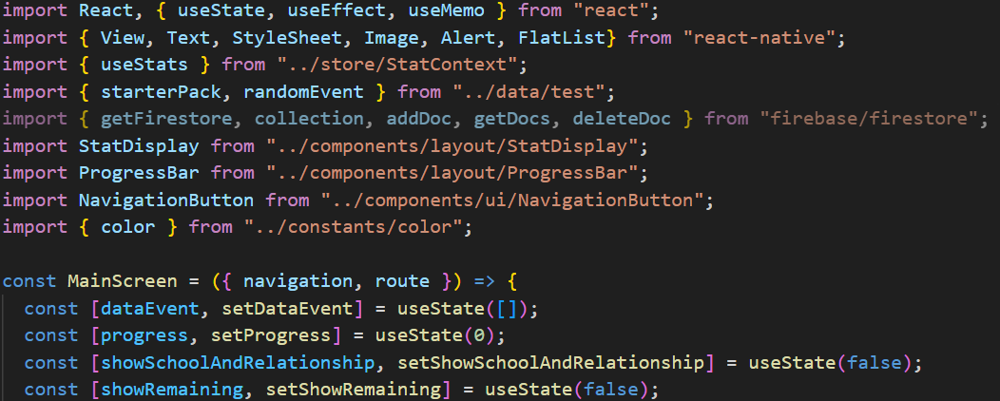 import React, { useState, useEffect, useMemo } from "react";
import { View, Text, StyleSheet, Image, Alert, FlatList} from "react-native";
import { useStats } from "../store/StatContext";
import { starterPack, randomEvent } from "../data/test";
import { getFirestore, collection, addDoc, getDocs, deleteDoc } from "firebase/firestore";
import StatDisplay from "../components/layout/StatDisplay";
import ProgressBar from "../components/layout/ProgressBar";
import NavigationButton from "../components/ui/NavigationButton";
import { color } from "../constants/color";

const MainScreen = ({ navigation, route }) => {
  const [dataEvent, setDataEvent] = useState([]);
  const [progress, setProgress] = useState(0);
  const [showSchoolAndRelationship, setShowSchoolAndRelationship] = useState(false);
  const [showRemaining, setShowRemaining] = useState(false);